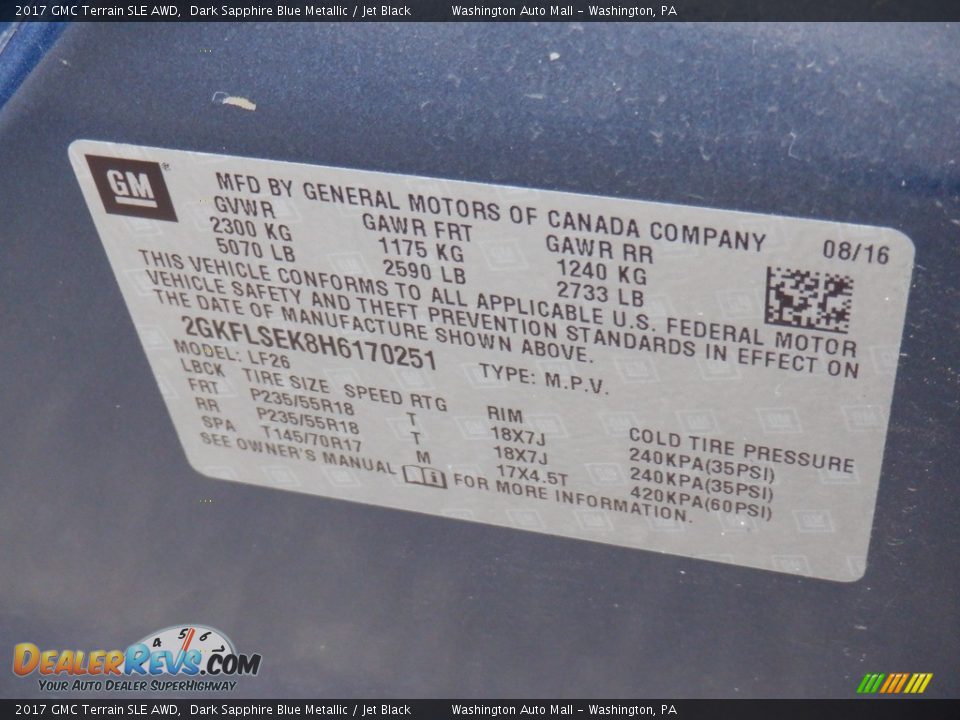 2017 GMC Terrain SLE AWD, Dark Sapphire Blue Metallic / Jet Black Washington Auto Mall - Washington, PA
GM ®
MFD BY GENERAL MOTORS OF CANADA COMPANY
GVWR GAWR FRT GAWR RR 08/16
2300 KG 1175 KG 1240 KG
5070 LB 2590 LB 2733 LB
THIS VEHICLE CONFORMS TO ALL APPLICABLE U.S. FEDERAL MOTOR
VEHICLE SAFETY AND THEFT PREVENTION STANDARDS IN EFFECT ON
THE DATE OF MANUFACTURE SHOWN ABOVE.
2GKFLSEK8H6170251 TYPE: M.P.V.
MODEL: LF26
LBCK TIRE SIZE SPEED RTG RIM COLD TIRE PRESSURE
FRT P235/55R18 T 18X7J 240KPA(35PSI)
RR P235/55R18 T 18X7J 240KPA(35PSI)
SPA T145/70R17 M 17X4.5T 420KPA(60PSI)
SEE OWNER'S MANUAL i FOR MORE INFORMATION.
4 5 6
DEALERREVS.COM
YOUR AUTO DEALER SUPERHIGHWAY
2017 GMC Terrain SLE AWD, Dark Sapphire Blue Metallic / Jet Black Washington Auto Mall - Washington, PA